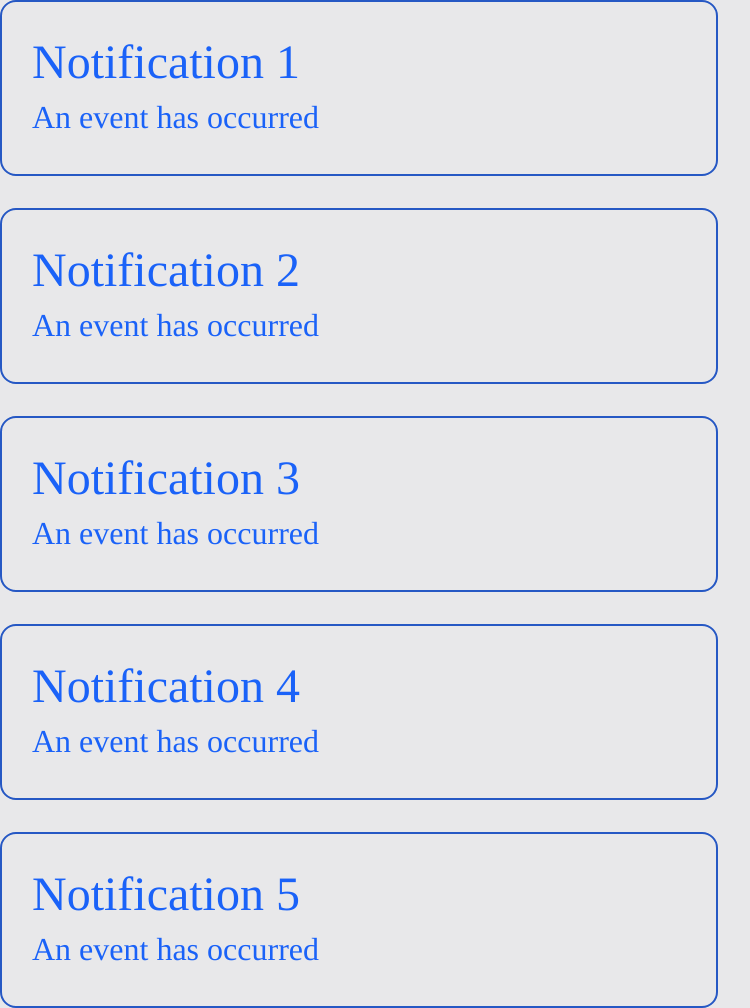 Notification 1
An event has occurred
Notification 2
An event has occurred
Notification 3
An event has occurred
Notification 4
An event has occurred
Notification 5
An event has occurred